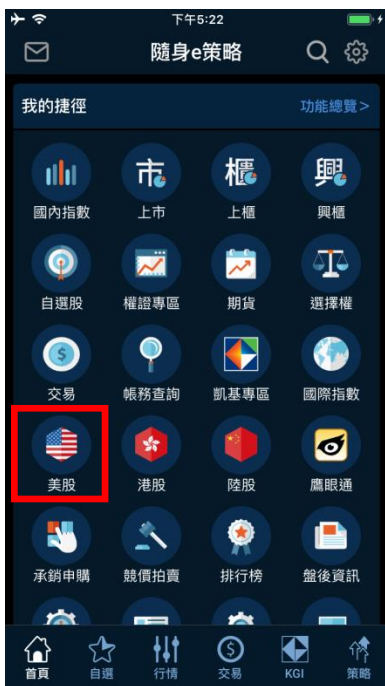 下午5:22
隨身e策略
我的捷徑 功能總覽>
市 櫃 興
國內指數 上市 上櫃 興櫃
自選股 權證專區 期貨 選擇權
交易 帳務查詢 凱基專區 國際指數
美股 港股 陸股 鷹眼通
承銷申購 競價拍賣 排行榜 盤後資訊
首頁 自選 行情 交易 KGI 策略